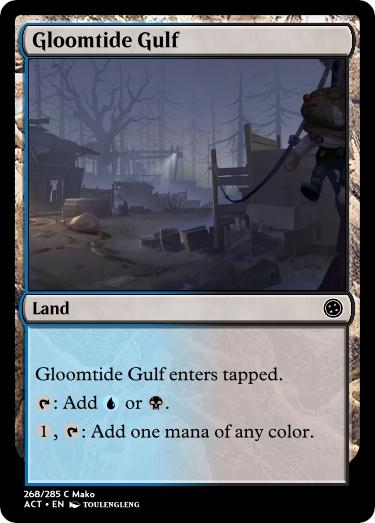 Gloomtide Gulf
Land
Gloomtide Gulf enters tapped.
: Add or .
1, : Add one mana of any color.
268/285 C Mako
ACT • EN TOULENGLENG